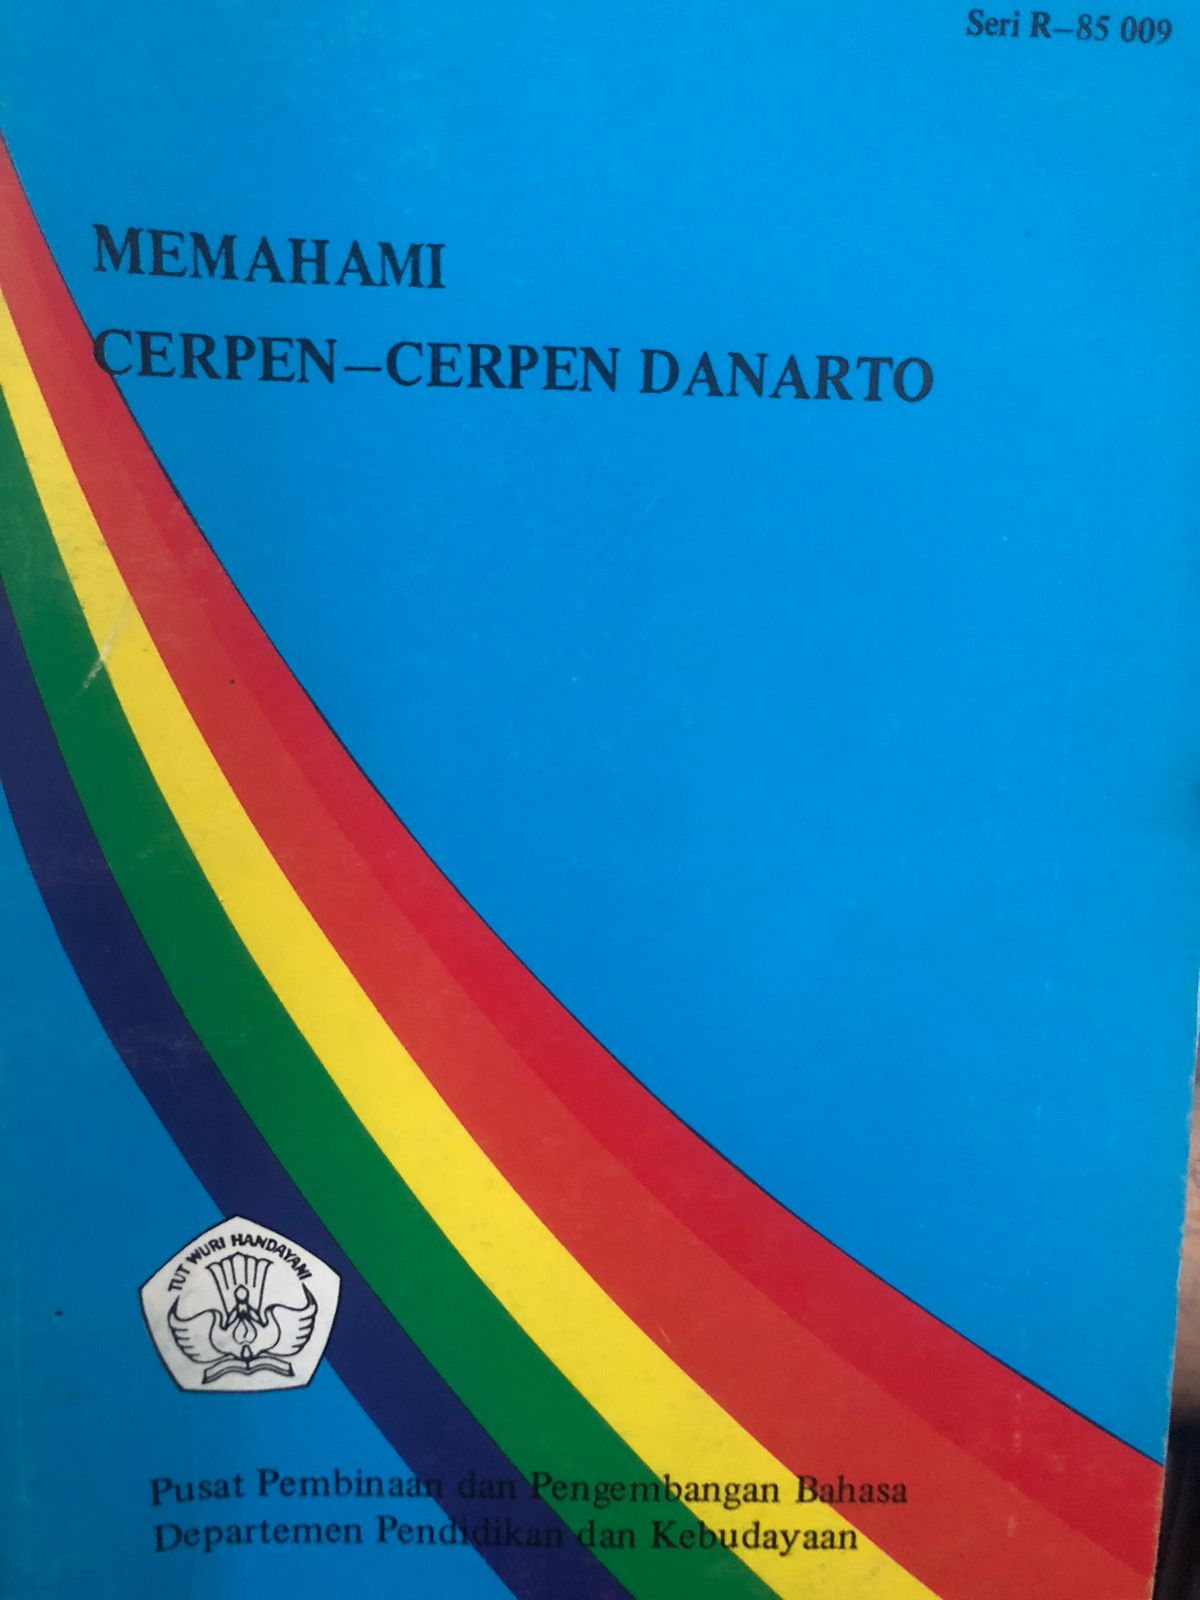 Seri R–85 009
MEMAHAMI
CERPEN–CERPEN DANARTO
TUT WURI HANDAYANI
Pusat Pembinaan dan Pengembangan Bahasa
Departemen Pendidikan dan Kebudayaan